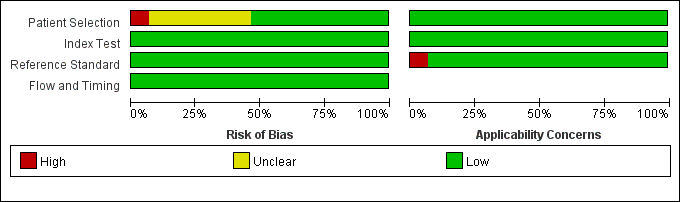 Patient Selection
Index Test
Reference Standard
Flow and Timing
0% 25% 50% 75% 100% 0% 25% 50% 75% 100%
Risk of Bias Applicability Concerns
High Unclear Low